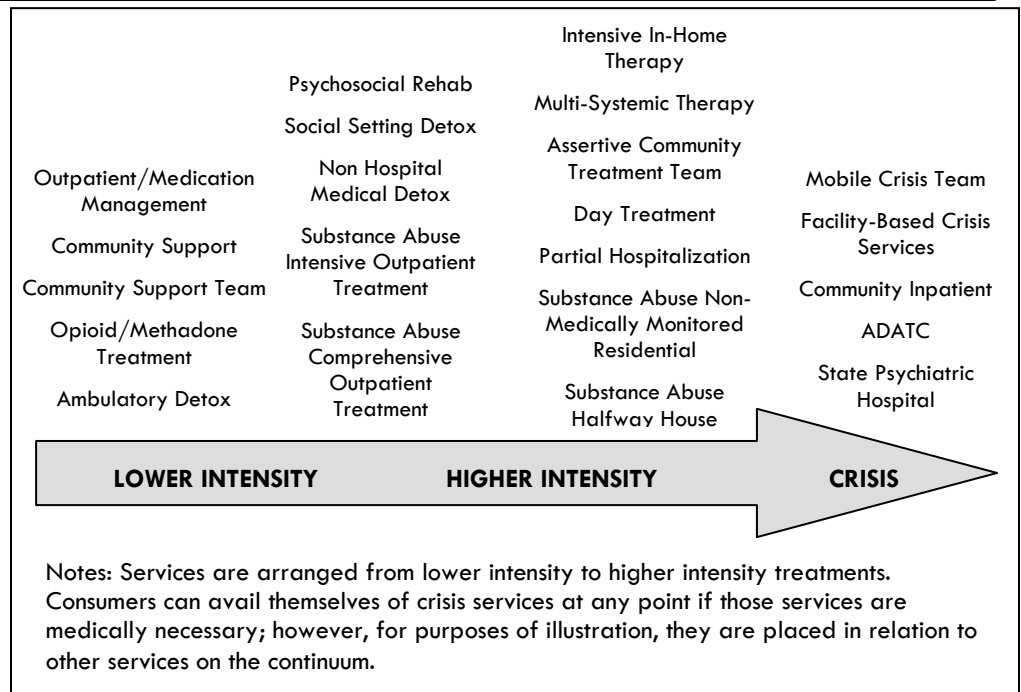 Outpatient/Medication
Management
Community Support
Community Support Team
Opioid/Methadone
Treatment
Ambulatory Detox
Psychosocial Rehab
Social Setting Detox
Non Hospital
Medical Detox
Substance Abuse
Intensive Outpatient
Treatment
Substance Abuse
Comprehensive
Outpatient
Treatment
Intensive In-Home
Therapy
Multi-Systemic Therapy
Assertive Community
Treatment Team
Day Treatment
Partial Hospitalization
Substance Abuse Non-
Medically Monitored
Residential
Substance Abuse
Halfway House
Mobile Crisis Team
Facility-Based Crisis
Services
Community Inpatient
ADATC
State Psychiatric
Hospital
LOWER INTENSITY
HIGHER INTENSITY
CRISIS
Notes: Services are arranged from lower intensity to higher intensity treatments.
Consumers can avail themselves of crisis services at any point if those services are
medically necessary; however, for purposes of illustration, they are placed in relation to
other services on the continuum.